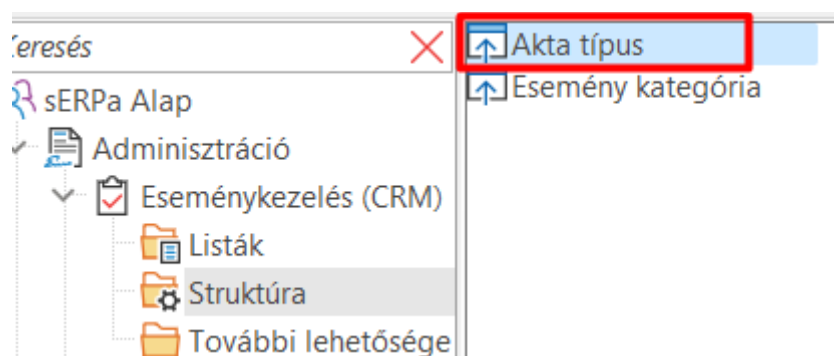 Keresés
sERPa Alap
Adminisztráció
Eseménykezelés (CRM)
Listák
Struktúra
További lehetősége
Akta típus
Esemény kategória